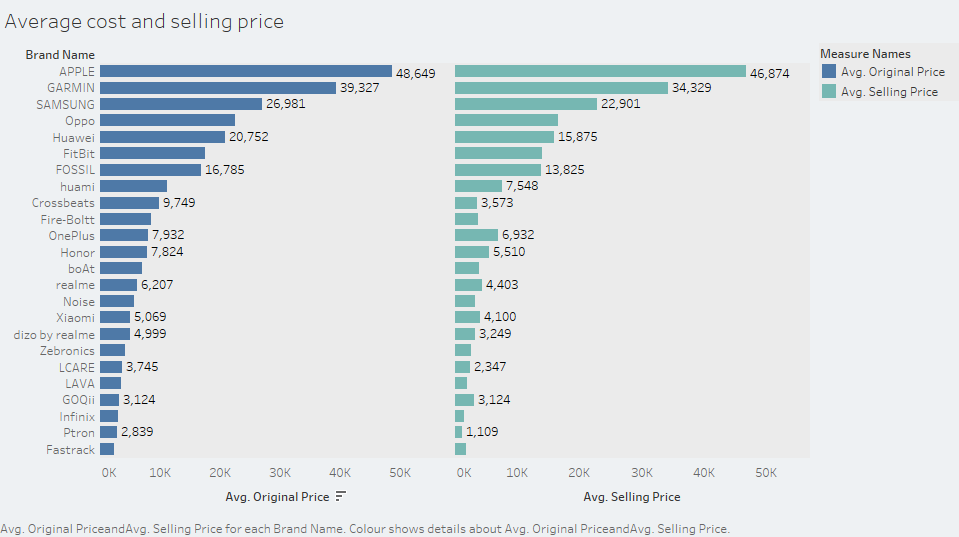 Average cost and selling price
Brand Name
Measure Names
Avg. Original Price
Avg. Selling Price
APPLE 48,649 46,874
GARMIN 39,327 34,329
SAMSUNG 26,981 22,901
Oppo
Huawei 20,752 15,875
FitBit
FOSSIL 16,785 13,825
huami 7,548
Crossbeats 9,749 3,573
Fire-Boltt
OnePlus 7,932 6,932
Honor 7,824 5,510
boAt
realme 6,207 4,403
Noise
Xiaomi 5,069 4,100
dizo by realme 4,999 3,249
Zebronics
LCARE 3,745 2,347
LAVA
GOQii 3,124 3,124
Infinix
Ptron 2,839 1,109
Fastrack
0K 10K 20K 30K 40K 50K 0K 10K 20K 30K 40K 50K
Avg. Original Price Avg. Selling Price
Avg. Original PriceandAvg. Selling Price for each Brand Name. Colour shows details about Avg. Original PriceandAvg. Selling Price.